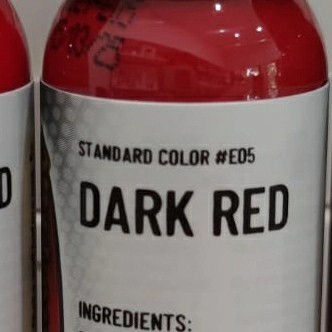 STANDARD COLOR #E05
DARK RED
INGREDIENTS: